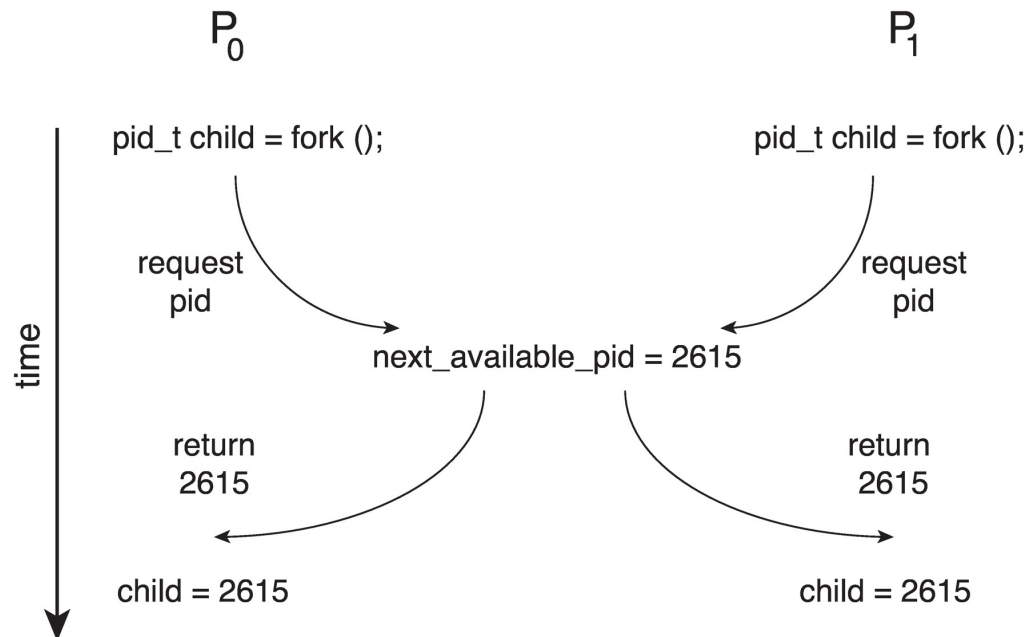 P0 P1
pid_t child = fork (); pid_t child = fork ();
request request
pid pid
time
next_available_pid = 2615
return return
2615 2615
child = 2615 child = 2615